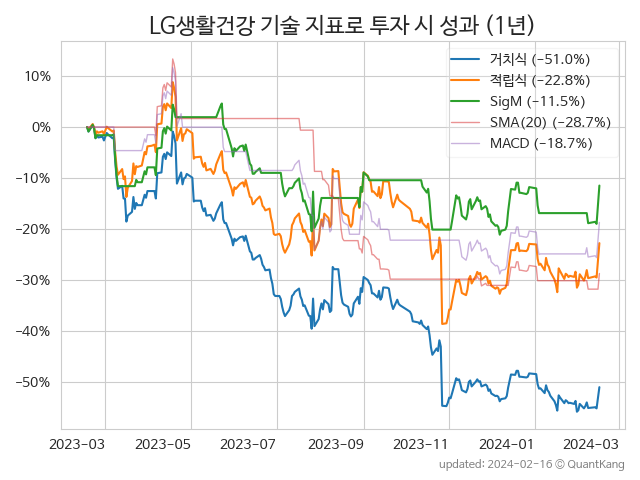 LG생활건강 기술 지표로 투자 시 성과 (1년)
거치식 (−51.0%)
적립식 (−22.8%)
SigM (−11.5%)
SMA(20) (−28.7%)
MACD (−18.7%)
10%
0%
−10%
−20%
−30%
−40%
−50%
2023-03 2023-05 2023-07 2023-09 2023-11 2024-01 2024-03
updated: 2024-02-16 © QuantKang